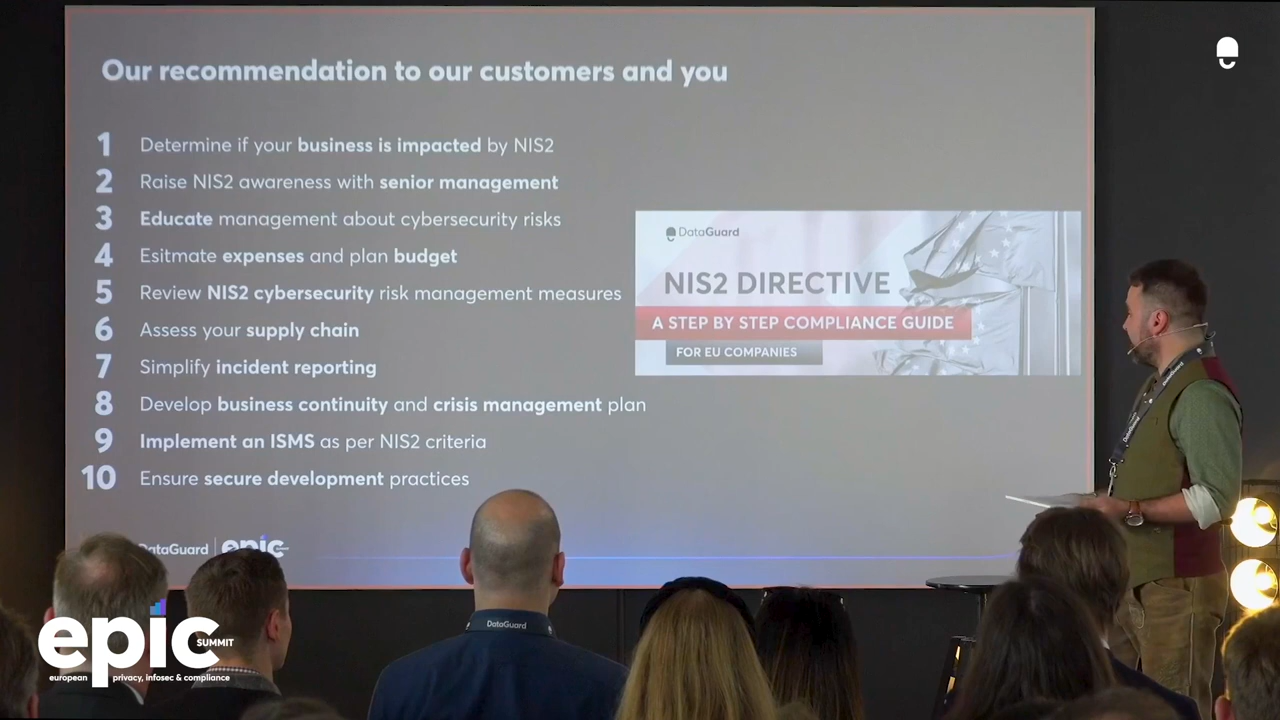 Our recommendation to our customers and you
1 Determine if your business is impacted by NIS2
2 Raise NIS2 awareness with senior management
3 Educate management about cybersecurity risks
4 Esitmate expenses and plan budget
5 Review NIS2 cybersecurity risk management measures
6 Assess your supply chain
7 Simplify incident reporting
8 Develop business continuity and crisis management plan
9 Implement an ISMS as per NIS2 criteria
10 Ensure secure development practices
DataGuard
NIS2 DIRECTIVE
A STEP BY STEP COMPLIANCE GUIDE
FOR EU COMPANIES
DataGuard | epic
DataGuard
DataGuard
DataGuard
epic SUMMIT
european privacy, infosec & compliance